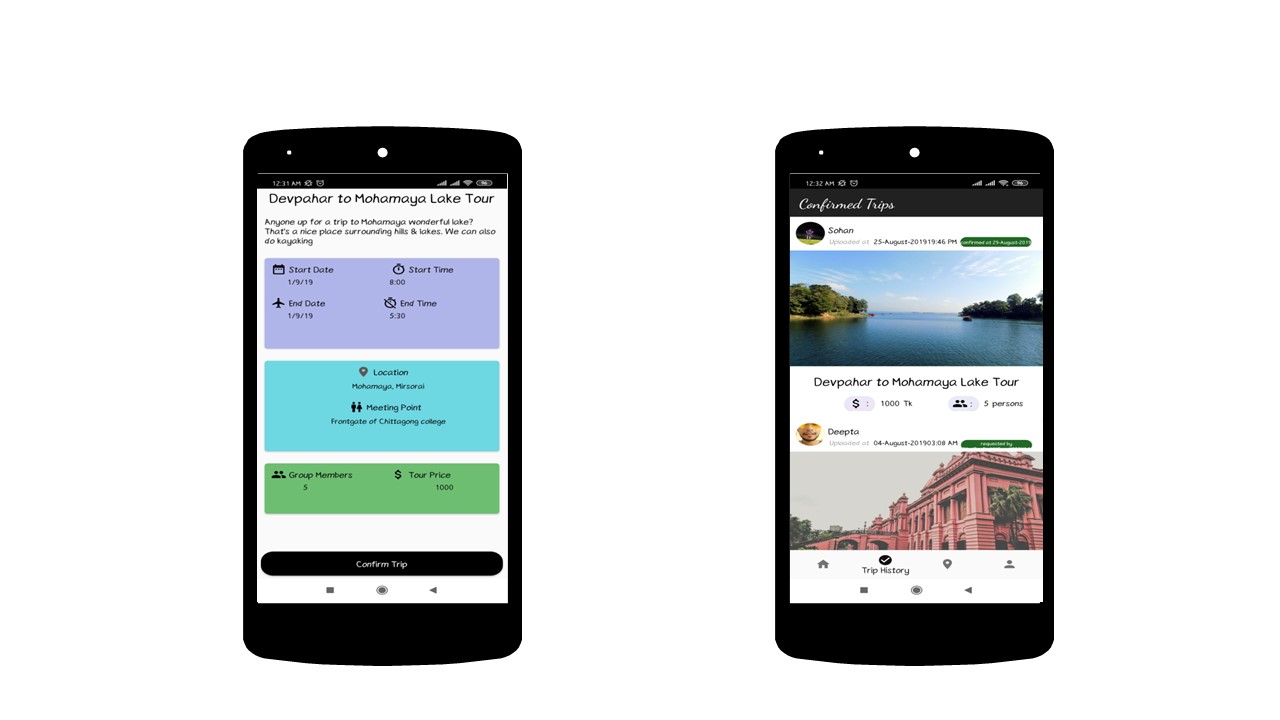 12:31 AM
96
Devpahar to Mohamaya Lake Tour
Anyone up for a trip to Mohamaya wonderful lake?
That's a nice place surrounding hills & lakes. We can also
do kayaking
Start Date
Start Time
1/9/19
8:00
End Date
End Time
1/9/19
5:30
Location
Mohamaya, Mirsorai
Meeting Point
Frontgate of Chittagong college
Group Members
Tour Price
5
1000
Confirm Trip
12:32 AM
96
Confirmed Trips
Sohan
Uploaded at 25-August-201919:46 PM confirmed at 29-August-2019
Devpahar to Mohamaya Lake Tour
$ : 1000 Tk
: 5 persons
Deepta
Uploaded at 04-August-201903:08 AM requested by
Trip History